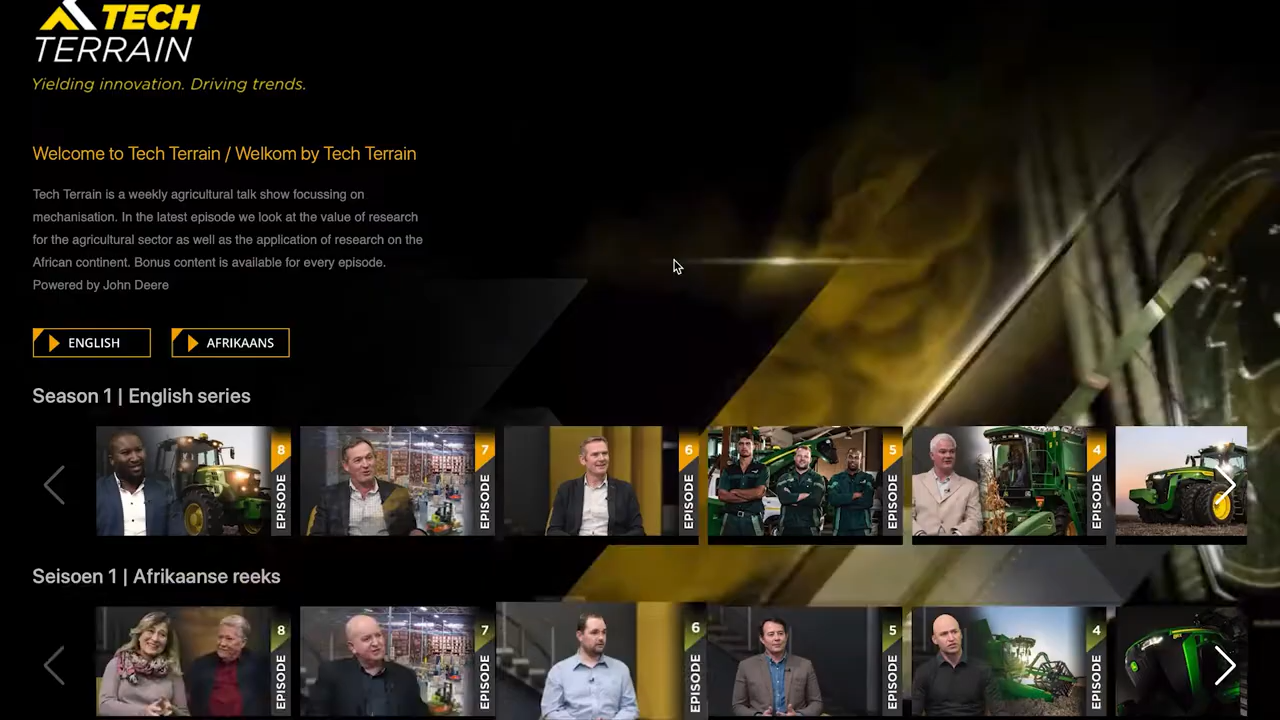 TECH
TERRAIN
Yielding innovation. Driving trends.
Welcome to Tech Terrain / Welkom by Tech Terrain
Tech Terrain is a weekly agricultural talk show focussing on
mechanisation. In the latest episode we look at the value of research
for the agricultural sector as well as the application of research on the
African continent. Bonus content is available for every episode.
Powered by John Deere
ENGLISH
AFRIKAANS
Season 1 | English series
8 EPISODE
7 EPISODE
6 EPISODE
5 EPISODE
4 EPISODE
Seisoen 1 | Afrikaanse reeks
8 EPISODE
7 EPISODE
6 EPISODE
5 EPISODE
4 EPISODE